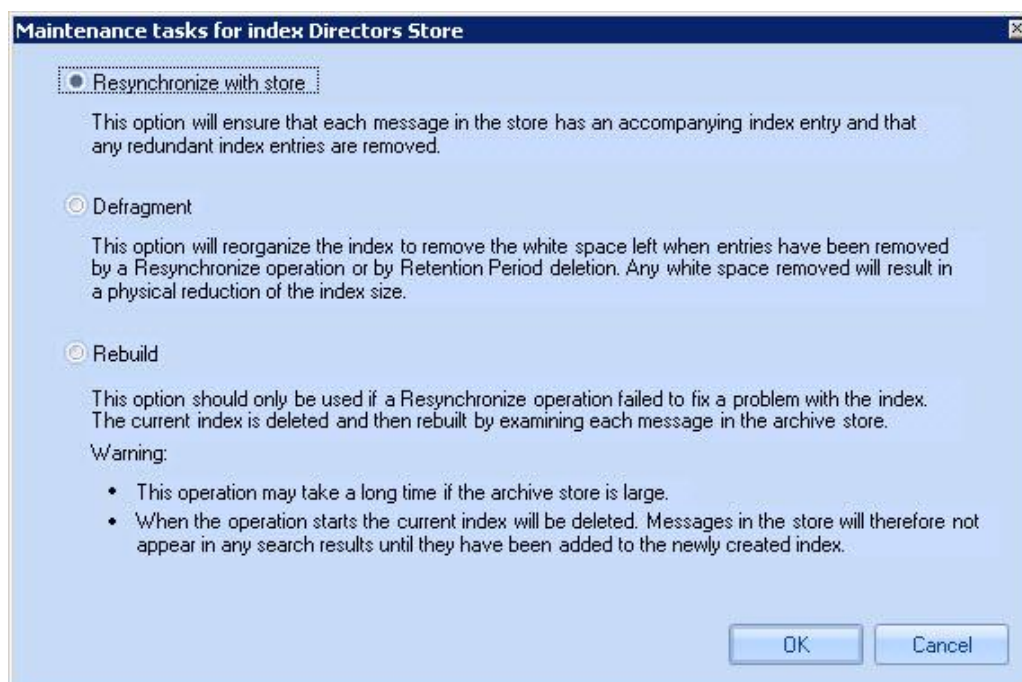 Maintenance tasks for index Directors Store
Resynchronize with store
This option will ensure that each message in the store has an accompanying index entry and that
any redundant index entries are removed.
Defragment
This option will reorganize the index to remove the white space left when entries have been removed
by a Resynchronize operation or by Retention Period deletion. Any white space removed will result in
a physical reduction of the index size.
Rebuild
This option should only be used if a Resynchronize operation failed to fix a problem with the index.
The current index is deleted and then rebuilt by examining each message in the archive store.
Warning:
• This operation may take a long time if the archive store is large.
• When the operation starts the current index will be deleted. Messages in the store will therefore not
appear in any search results until they have been added to the newly created index.
OK Cancel